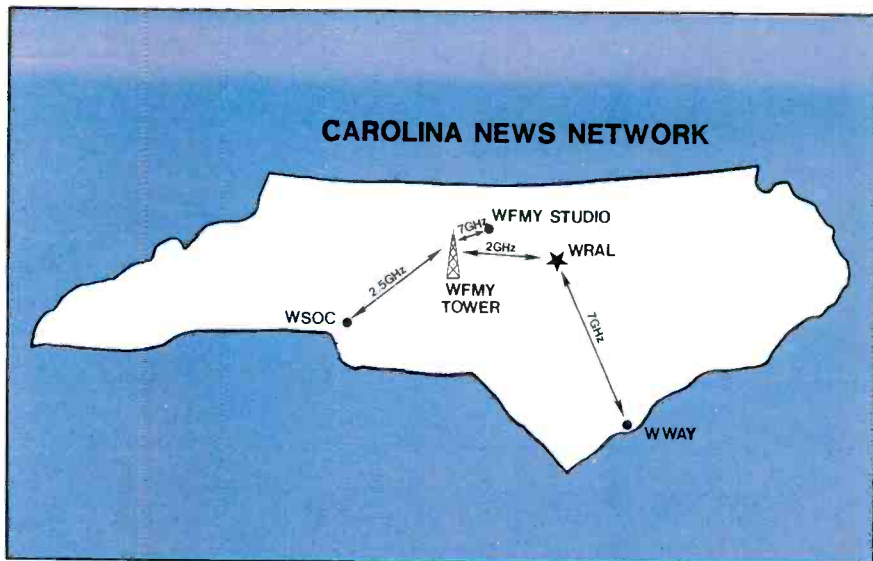 CAROLINA NEWS NETWORK
WFMY STUDIO
7GHz
2GHz
WRAL
WFMY
TOWER
2.5GHz
WSOC
7GHz
WWAY